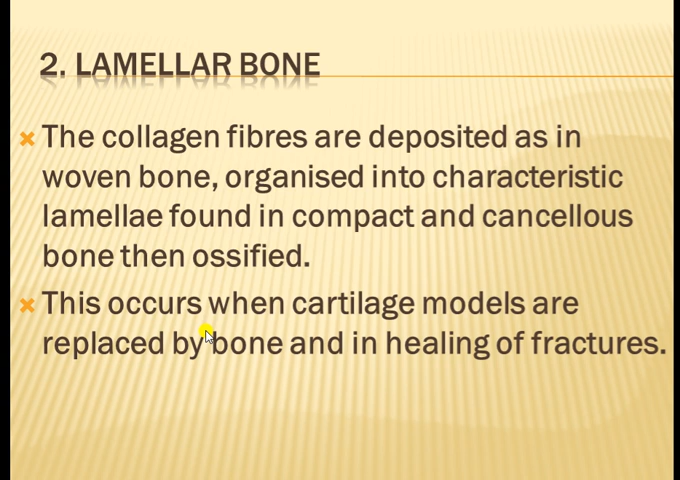 2. LAMELLAR BONE
The collagen fibres are deposited as in
woven bone, organised into characteristic
lamellae found in compact and cancellous
bone then ossified.
This occurs when cartilage models are
replaced by bone and in healing of fractures.